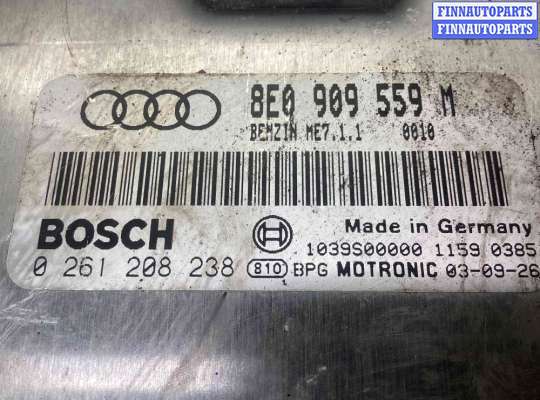 FINNAUTOPARTS
FINNAUTOPARTS
8E0 909 559 M
BENZIN ME7.1.1 0010
BOSCH
Made in Germany
1039S00000 1159 0385
0 261 208 238 810 BPG MOTRONIC 03-09-26